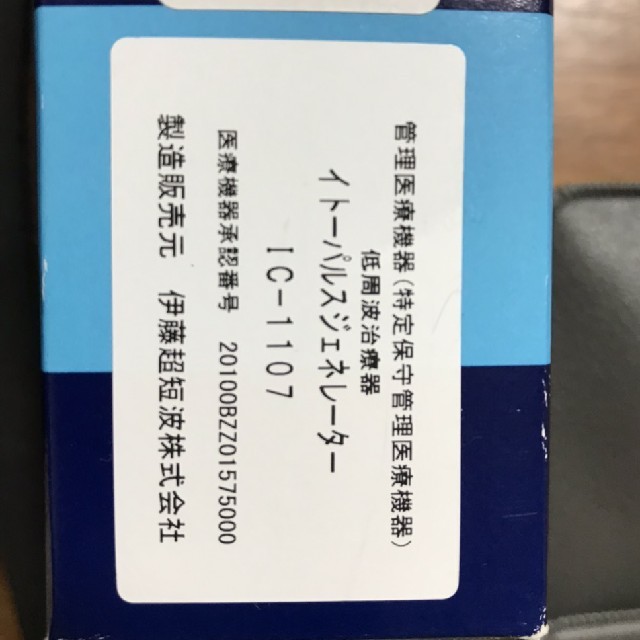 管理医療機器(特定保守管理医療機器)
低周波治療器
イトーパルスジェネレーター
IC-1107
医療機器承認番号 20100BZZ01575000
製造販売元 伊藤超短波株式会社